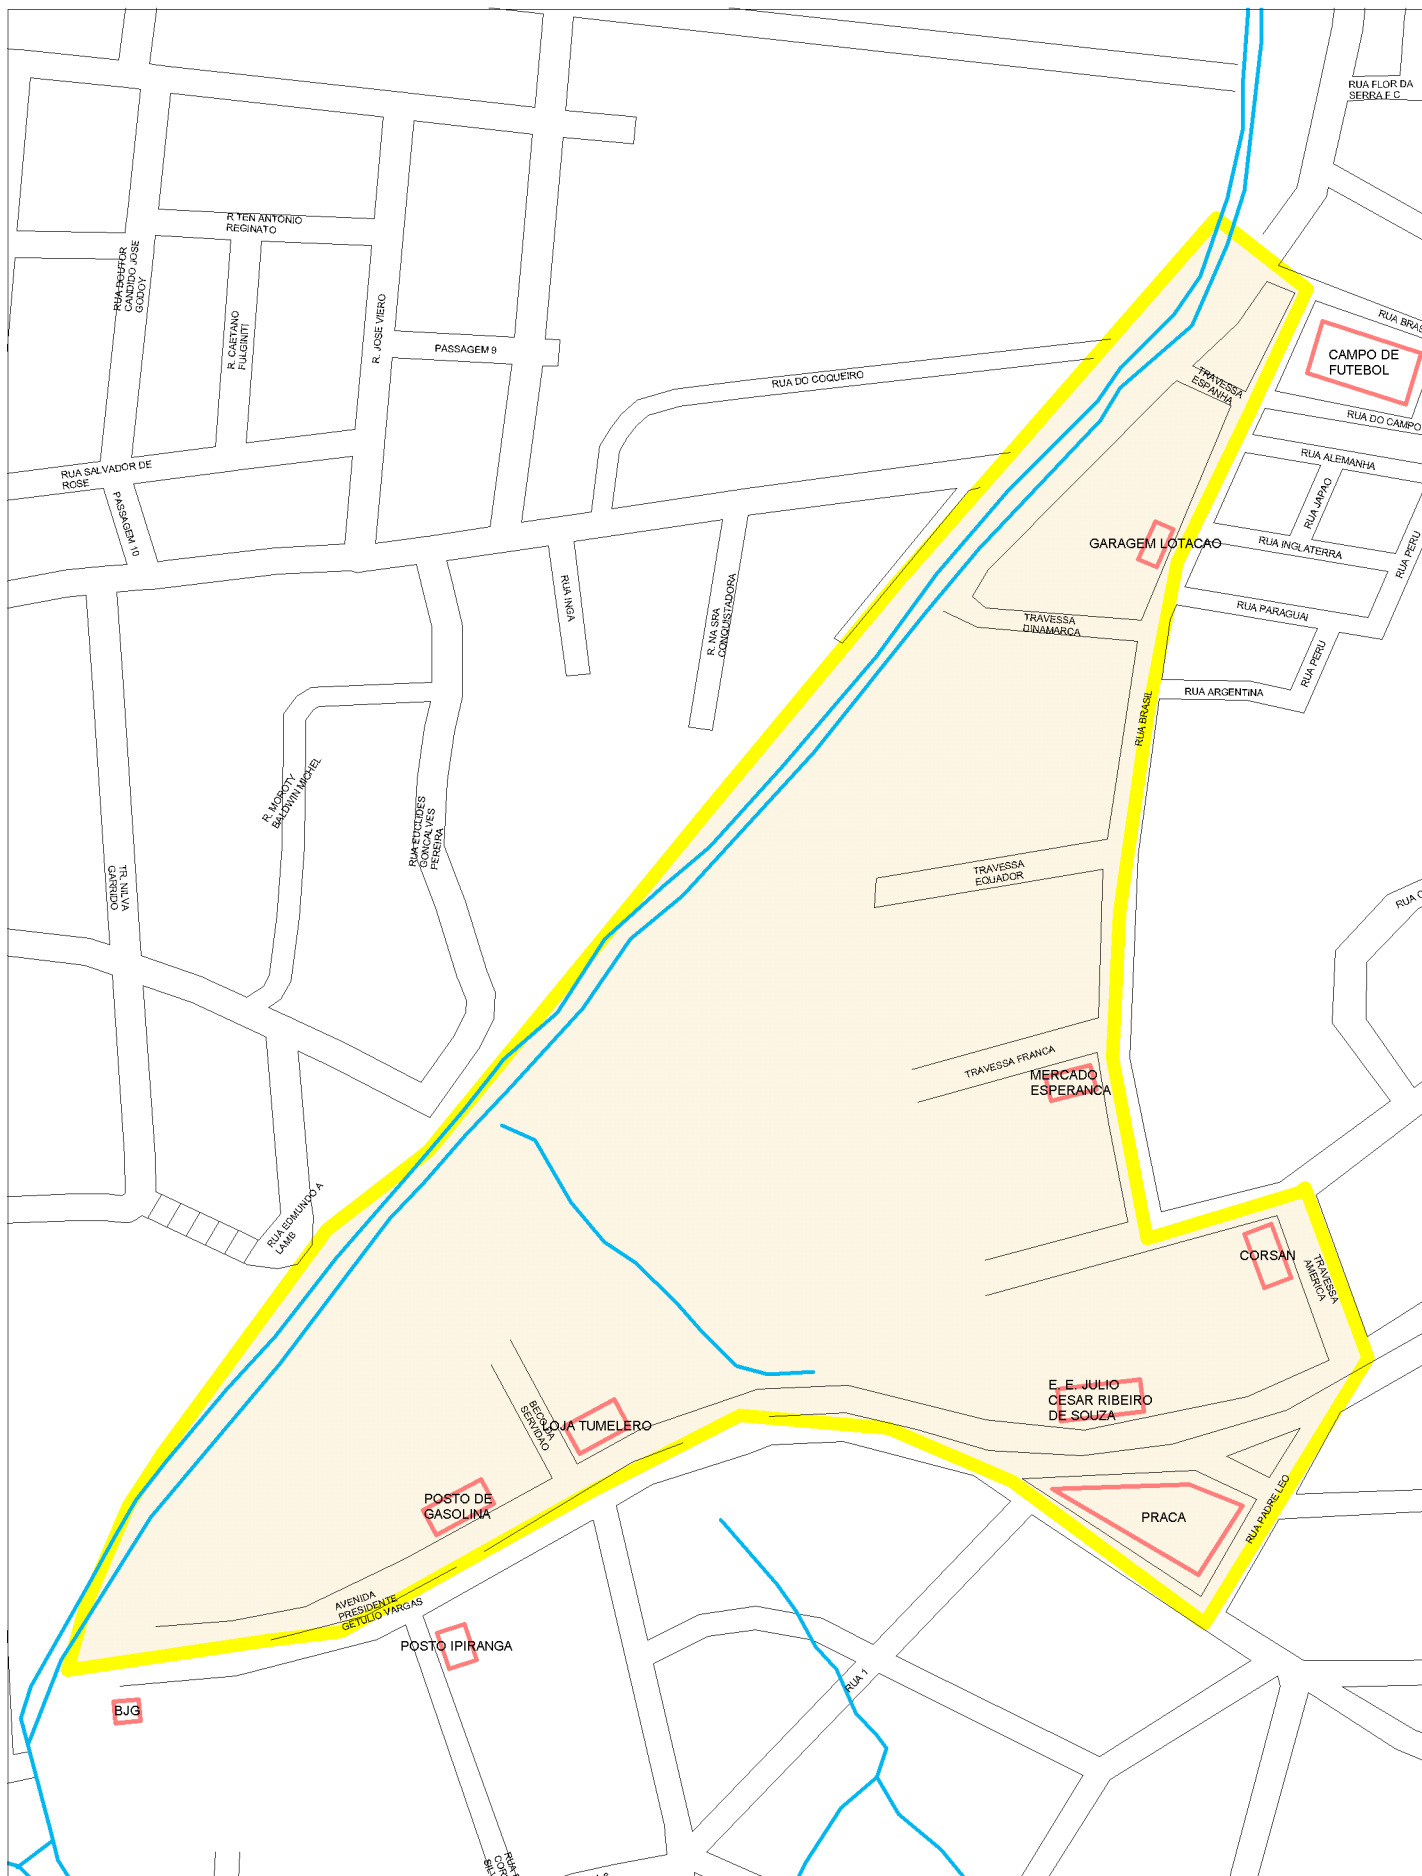 RUA FLOR DA
SERRA F C
R TEN ANTONIO
REGINATO
RUA DOUTOR
CANDIDO JOSE
GODOY
R. CAETANO
FULGINITI
R. JOSE VIERO
PASSAGEM 9
RUA DO COQUEIRO
RUA BRAS
CAMPO DE
FUTEBOL
TRAVESSA
ESPANHA
RUA DO CAMPO
RUA ALEMANHA
RUA SALVADOR DE
ROSE
PASSAGEM 10
RUA JAPAO
GARAGEM LOTACAO
RUA INGLATERRA
RUA PERU
RUA INGA
R. NA SRA
CONQUISTADORA
TRAVESSA
DINAMARCA
RUA PARAGUAI
RUA PERU
RUA ARGENTINA
RUA BRASIL
R. MOROTY
BALDWIN MICHEL
RUA EUCLIDES
GONCALVES
PEREIRA
TR. NILVA
GARRIDO
TRAVESSA
EQUADOR
RUA C
TRAVESSA FRANCA
MERCADO
ESPERANCA
RUA EDMUNDO A
LAMB
CORSAN
TRAVESSA
AMERICA
E. E. JULIO
CESAR RIBEIRO
DE SOUZA
BECO DA
SERVIDAO
LOJA TUMELERO
POSTO DE
GASOLINA
PRACA
RUA PADRE LEO
AVENIDA
PRESIDENTE
GETULIO VARGAS
POSTO IPIRANGA
RUA 1
BJG